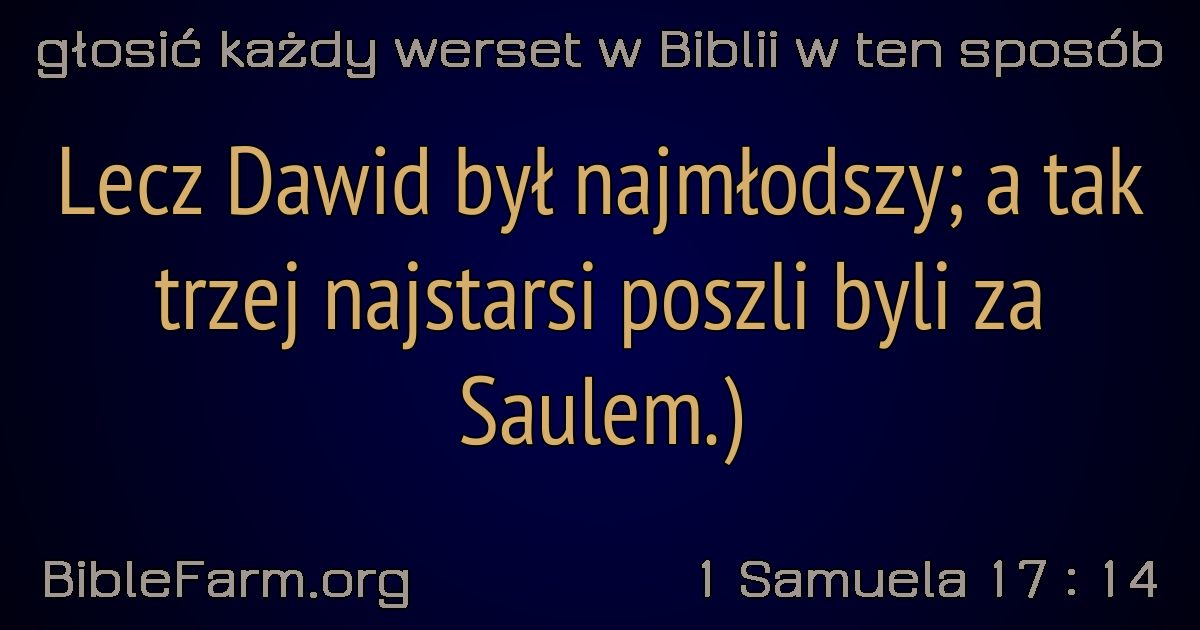 głosić każdy werset w Biblii w ten sposób
Lecz Dawid był najmłodszy; a tak
trzej najstarsi poszli byli za
Saulem.)
BibleFarm.org
1 Samuela 17 : 14